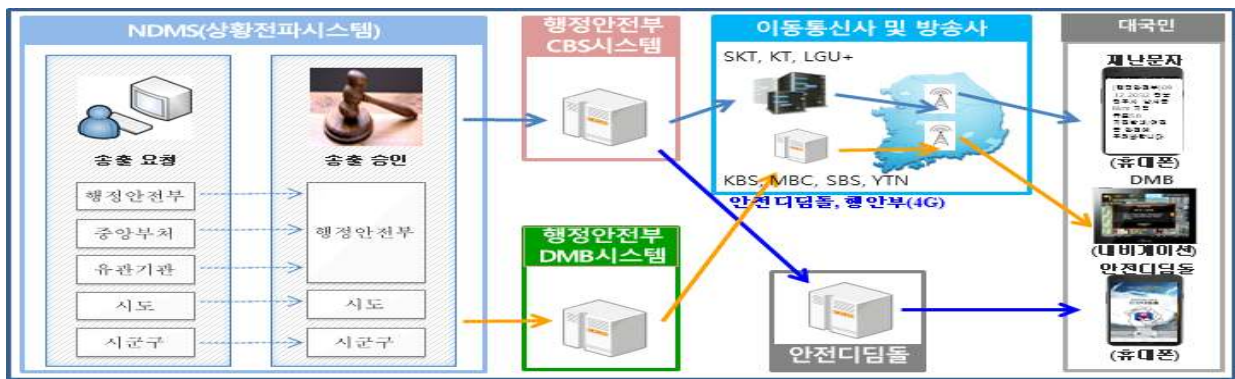 NDMS(상황전파시스템)
송출 요청
행정안전부
중앙부처
유관기관
시도
시군구
송출 승인
행정안전부
시도
시군구
행정안전부
CBS시스템
행정안전부
DMB시스템
이동통신사 및 방송사
SKT, KT, LGU+
KBS, MBC, SBS, YTN
안전디딤돌, 행안부(4G)
안전디딤돌
대국민
재난문자
(휴대폰)
DMB
(내비게이션)
안전디딤돌
(휴대폰)